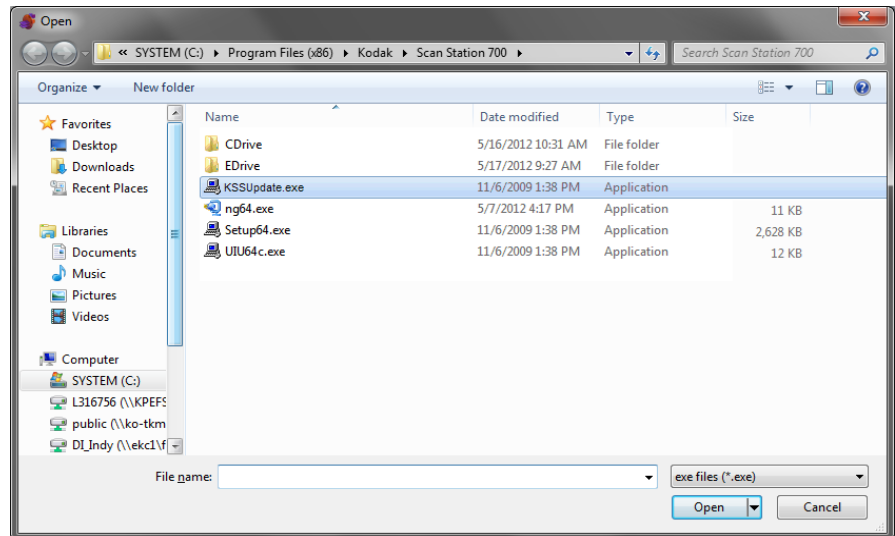 Open
« SYSTEM (C:) ▸ Program Files (x86) ▸ Kodak ▸ Scan Station 700 ▸ Search Scan Station 700
Organize New folder
Name Date modified Type Size
CDrive 5/16/2012 10:31 AM File folder
EDrive 5/17/2012 9:27 AM File folder
KSSUpdate.exe 11/6/2009 1:38 PM Application
ng64.exe 5/7/2012 4:17 PM Application 11 KB
Setup64.exe 11/6/2009 1:38 PM Application 2,628 KB
UIU64c.exe 11/6/2009 1:38 PM Application 12 KB
Favorites
Desktop
Downloads
Recent Places
Libraries
Documents
Music
Pictures
Videos
Computer
SYSTEM (C:)
L316756 (\\KPEFS
public (\\ko-tkm
DI_Indy (\\ekc1\f
File name: exe files (*.exe)
Open Cancel